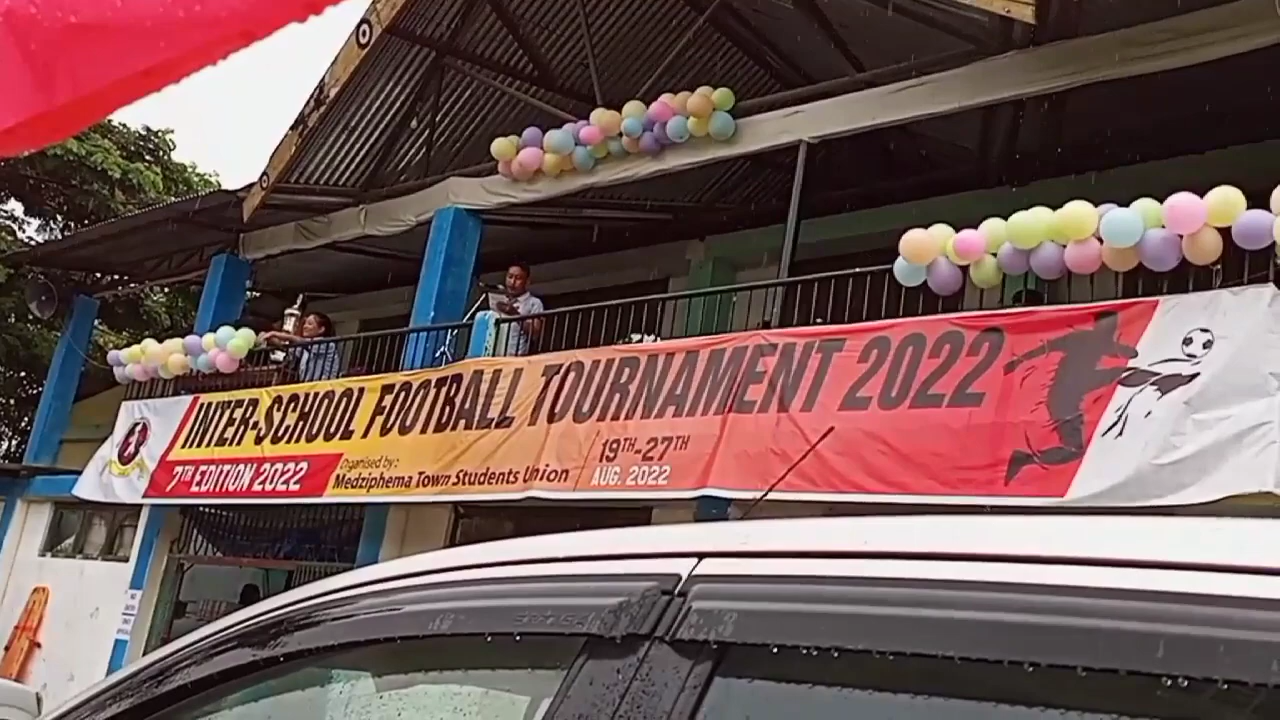 INTER-SCHOOL FOOTBALL TOURNAMENT 2022
7TH EDITION 2022
Organised by:
Medziphema Town Students Union
19TH-27TH
AUG. 2022